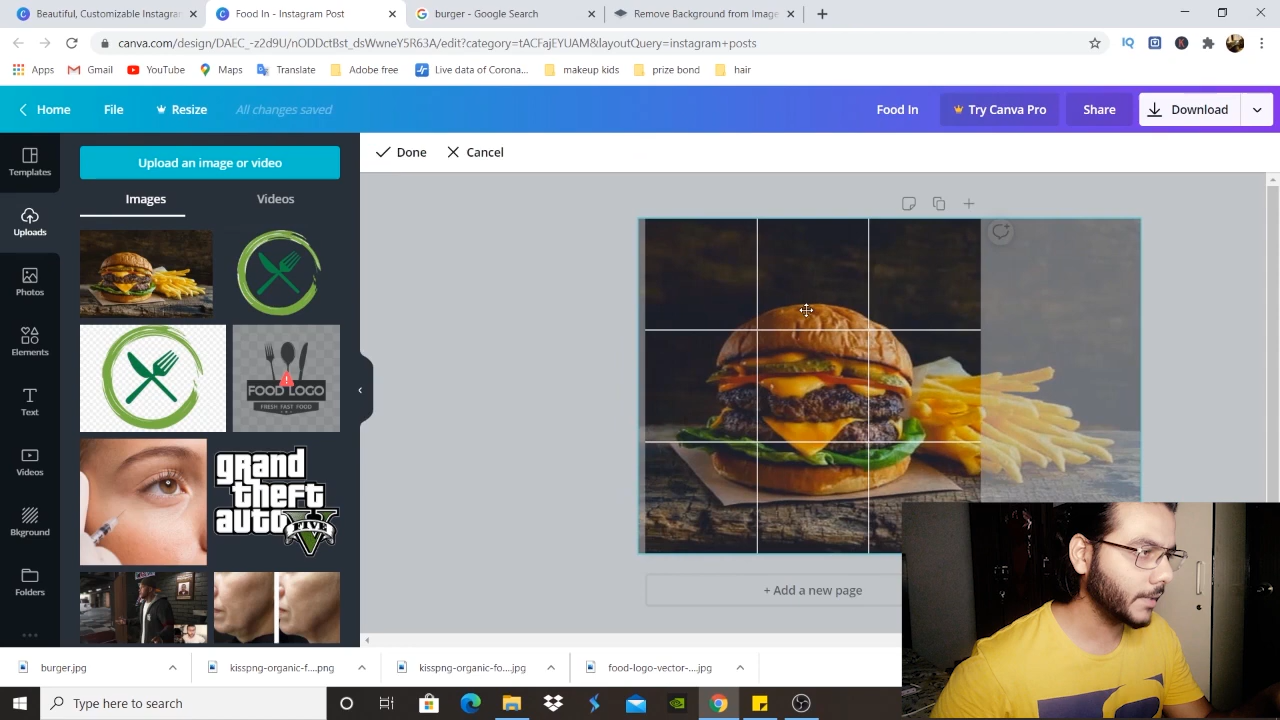 Beautiful, Customizable Instagram
Food In - Instagram Post
burger - Google Search
Remove Background from Image
canva.com/design/DAEC_-z2d9U/nODDctBst_dsWwneY5R63A/edit?category=tACFajEYUAM&layoutQuery=instagram+posts
Apps
Gmail
YouTube
Maps
Translate
Adobe free
Live data of Corona...
makeup kids
prize bond
hair
Home
File
Resize
All changes saved
Food In
Try Canva Pro
Share
Download
Templates
Uploads
Photos
Elements
Text
Videos
Bkground
Folders
Upload an image or video
Images
Videos
FOOD LOGO
FRESH FAST FOOD
grand
theft
auto
V
FIVE
Done
Cancel
+ Add a new page
burger.jpg
kisspng-organic-f....png
kisspng-organic-fo....jpg
food-logo-vector-....jpg
Type here to search